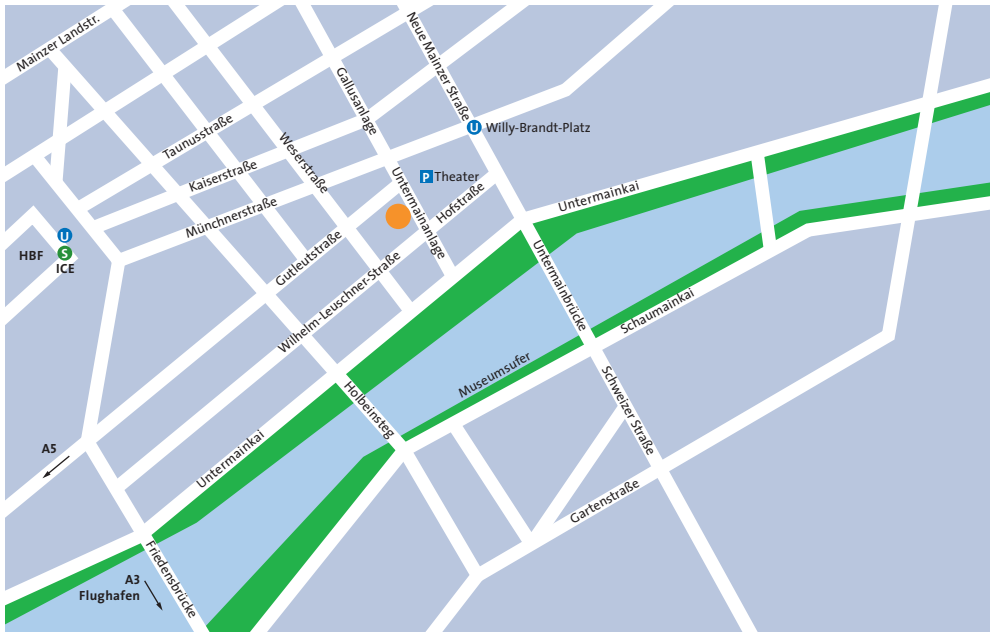 Mainzer Landstr.
Neue Mainzer Straße
Gallusanlage
Taunusstraße
U Willy-Brandt-Platz
Weserstraße
Kaiserstraße
P Theater
Untermainanlage
Hofstraße
Untermainkai
Münchnerstraße
U
HBF
S
ICE
Gutleutstraße
Wilhelm-Leuschner-Straße
Untermainbrücke
Schaumainkai
Museumsufer
Holbeinsteg
Schweizer Straße
A5
Untermainkai
Gartenstraße
Friedensbrücke
A3
Flughafen